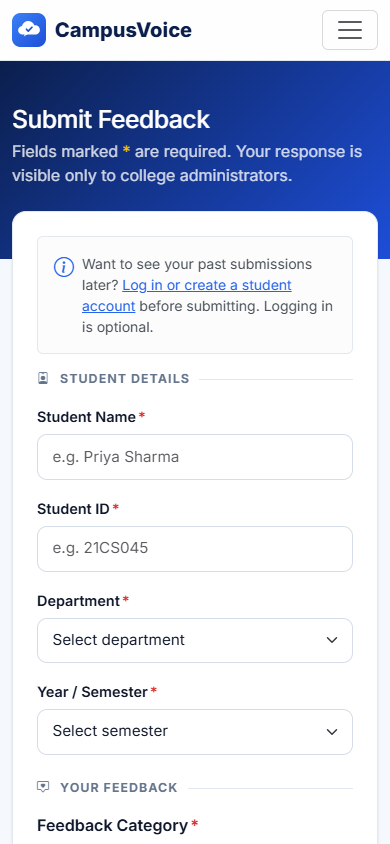 CampusVoice
Submit Feedback
Fields marked * are required. Your response is
visible only to college administrators.
Want to see your past submissions
later? Log in or create a student
account before submitting. Logging in
is optional.
STUDENT DETAILS
Student Name *
e.g. Priya Sharma
Student ID *
e.g. 21CS045
Department *
Select department
Year / Semester *
Select semester
YOUR FEEDBACK
Feedback Category *